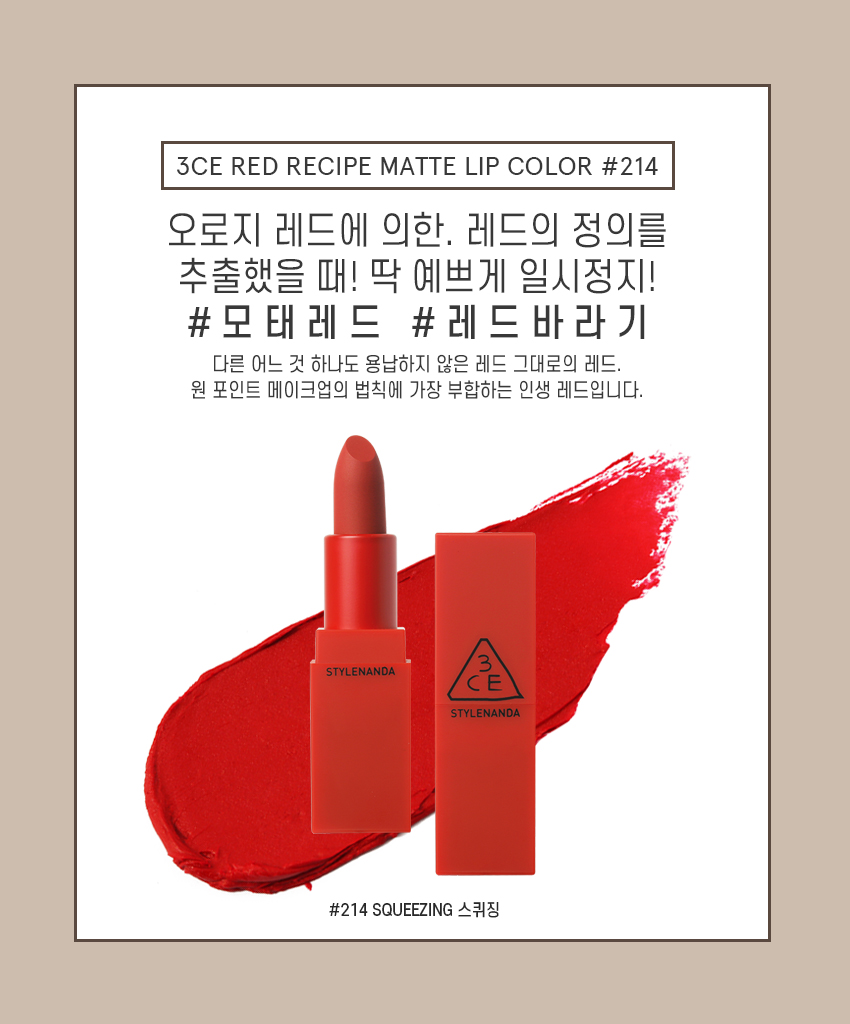 3CE RED RECIPE MATTE LIP COLOR #214
오로지 레드에 의한. 레드의 정의를
추출했을 때! 딱 예쁘게 일시정지!
#모태레드 #레드바라기
다른 어느 것 하나도 용납하지 않은 레드 그대로의 레드.
원 포인트 메이크업의 법칙에 가장 부합하는 인생 레드입니다.
STYLENANDA
3
CE
STYLENANDA
#214 SQUEEZING 스퀴징